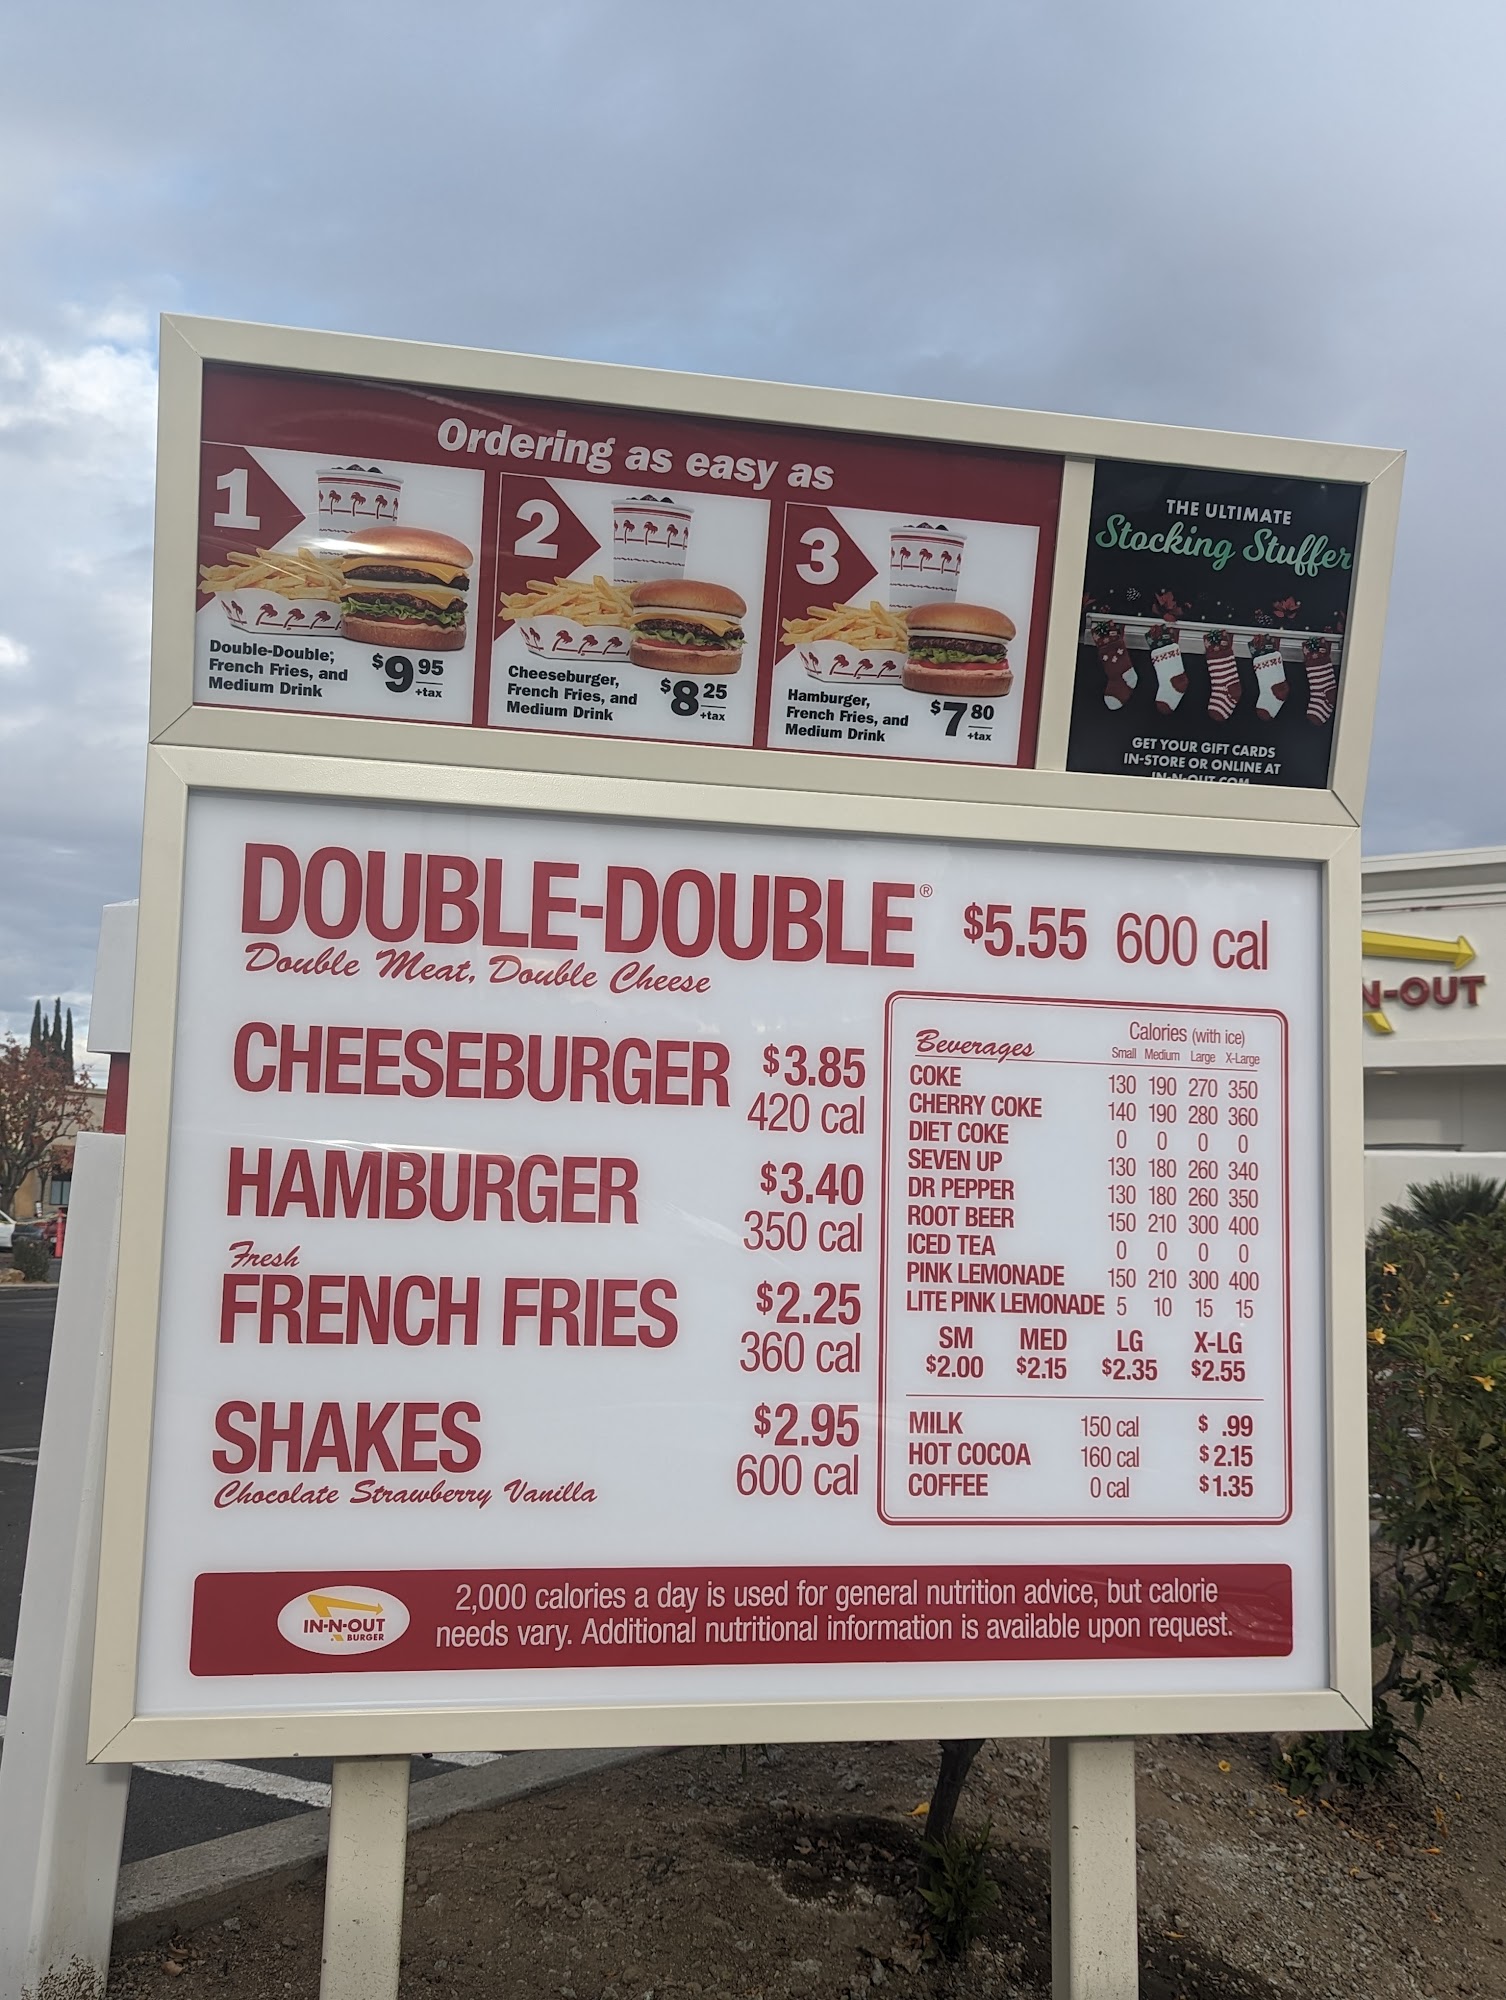 Ordering as easy as
1
Double-Double,
French Fries, and
Medium Drink
$9 95
+tax
2
Cheeseburger,
French Fries, and
Medium Drink
$8 25
+tax
3
Hamburger,
French Fries, and
Medium Drink
$7 80
+tax
THE ULTIMATE
Stocking Stuffer
GET YOUR GIFT CARDS
IN-STORE OR ONLINE AT
IN-N-OUT.COM
DOUBLE-DOUBLE® $5.55 600 cal
Double Meat, Double Cheese
CHEESEBURGER $3.85
420 cal
HAMBURGER $3.40
350 cal
Fresh
FRENCH FRIES $2.25
360 cal
SHAKES $2.95
Chocolate Strawberry Vanilla 600 cal
Beverages Calories (with ice)
Small Medium Large X-Large
COKE 130 190 270 350
CHERRY COKE 140 190 280 360
DIET COKE 0 0 0 0
SEVEN UP 130 180 260 340
DR PEPPER 130 180 260 350
ROOT BEER 150 210 300 400
ICED TEA 0 0 0 0
PINK LEMONADE 150 210 300 400
LITE PINK LEMONADE 5 10 15 15
SM MED LG X-LG
$2.00 $2.15 $2.35 $2.55
MILK 150 cal $ .99
HOT COCOA 160 cal $2.15
COFFEE 0 cal $1.35
IN-N-OUT
BURGER
2,000 calories a day is used for general nutrition advice, but calorie
needs vary. Additional nutritional information is available upon request.
N-OUT